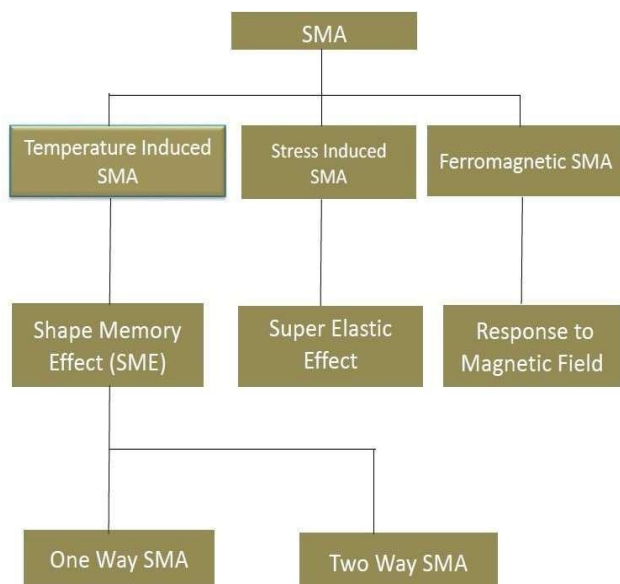 SMA
Temperature Induced
SMA
Stress Induced
SMA
Ferromagnetic SMA
Shape Memory
Effect (SME)
Super Elastic
Effect
Response to
Magnetic Field
One Way SMA
Two Way SMA